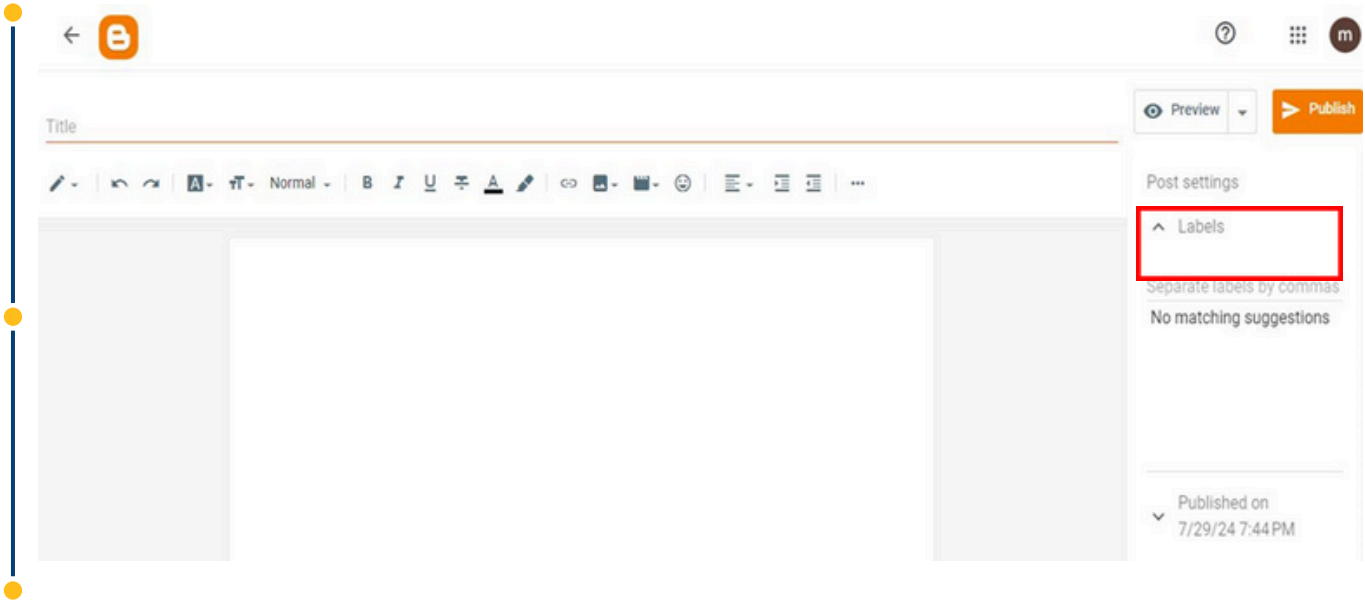 m
Preview
Publish
Title
Normal
B I U A
Post settings
Labels
Separate labels by commas
No matching suggestions
Published on
7/29/24 7:44 PM